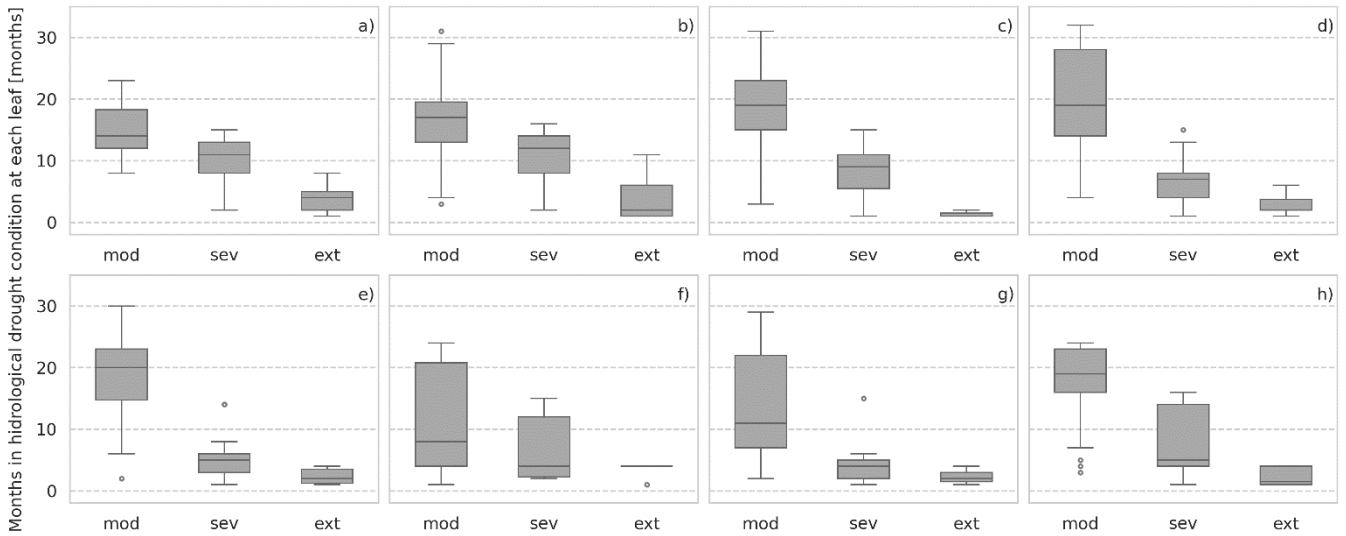 Months in hidrological drought condition at each leaf [months]
a) b) c) d)
30
20
10
0
mod sev ext mod sev ext mod sev ext mod sev ext
e) f) g) h)
30
20
10
0
mod sev ext mod sev ext mod sev ext mod sev ext